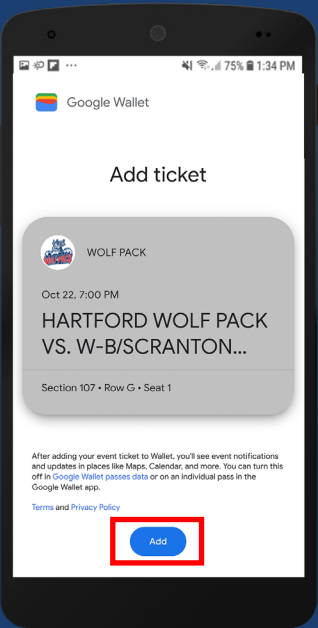 75% 1:34 PM
Google Wallet
Add ticket
WOLF PACK
Oct 22, 7:00 PM
HARTFORD WOLF PACK
VS. W-B/SCRANTON...
Section 107 • Row G • Seat 1
After adding your event ticket to Wallet, you'll see event notifications
and updates in places like Maps, Calendar, and more. You can turn this
off in Google Wallet passes data or on an individual pass in the
Google Wallet app.
Terms and Privacy Policy
Add